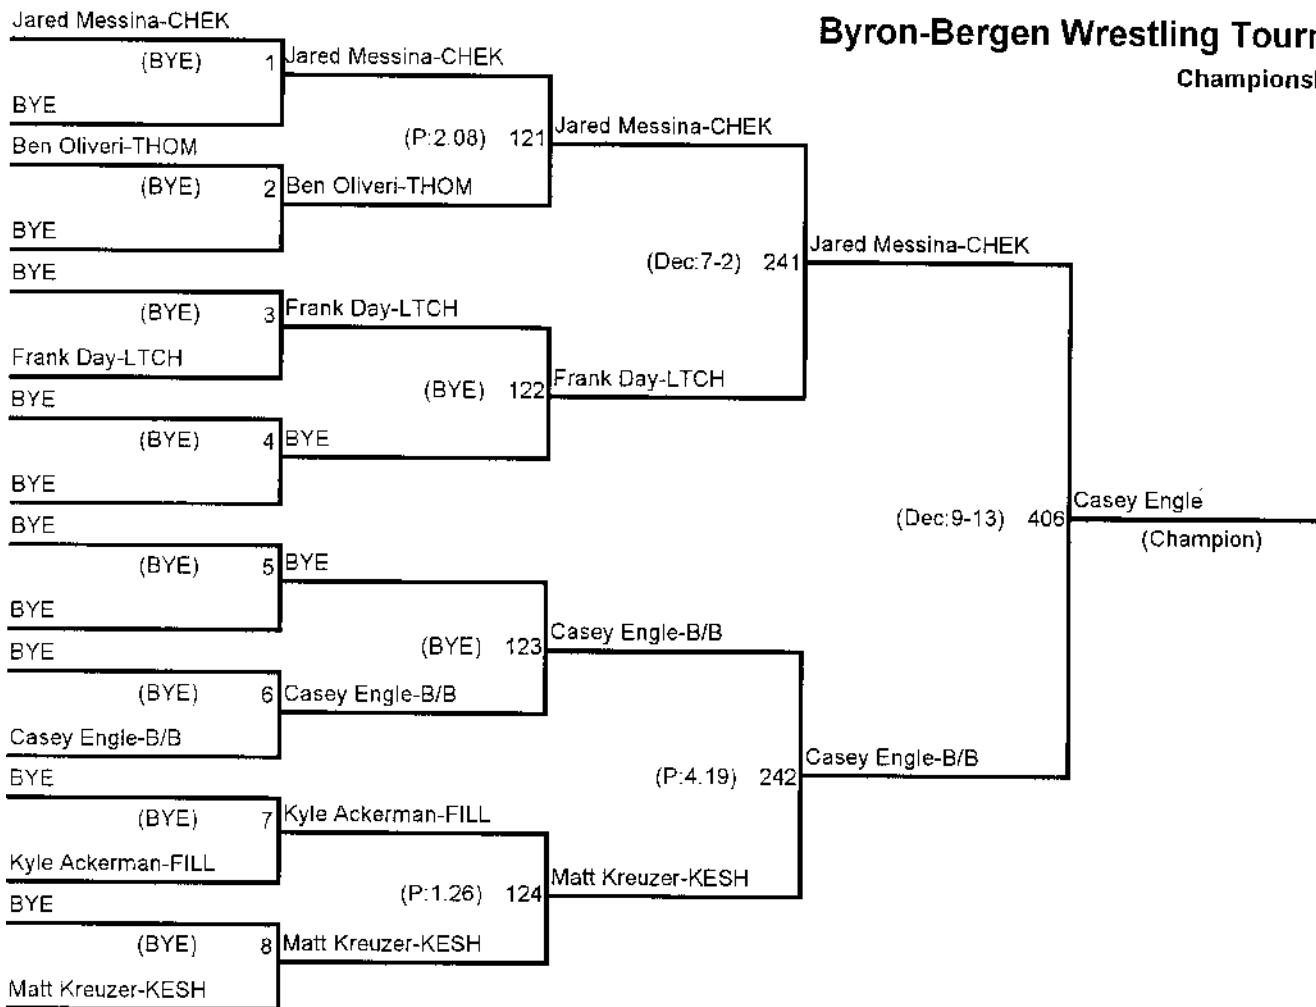 Byron-Bergen Wrestling Tour
Champions
Jared Messina-CHEK
(BYE) 1 Jared Messina-CHEK
BYE
(P:2.08) 121 Jared Messina-CHEK
Ben Oliveri-THOM
(BYE) 2 Ben Oliveri-THOM
BYE
(Dec:7-2) 241 Jared Messina-CHEK
BYE
(BYE) 3 Frank Day-LTCH
Frank Day-LTCH
(BYE) 122 Frank Day-LTCH
BYE
(BYE) 4 BYE
BYE
(Dec:9-13) 406 Casey Engle
(Champion)
BYE
(BYE) 5 BYE
BYE
(BYE) 123 Casey Engle-B/B
BYE
(BYE) 6 Casey Engle-B/B
Casey Engle-B/B
(P:4.19) 242 Casey Engle-B/B
BYE
(BYE) 7 Kyle Ackerman-FILL
Kyle Ackerman-FILL
(P:1.26) 124 Matt Kreuzer-KESH
BYE
(BYE) 8 Matt Kreuzer-KESH
Matt Kreuzer-KESH